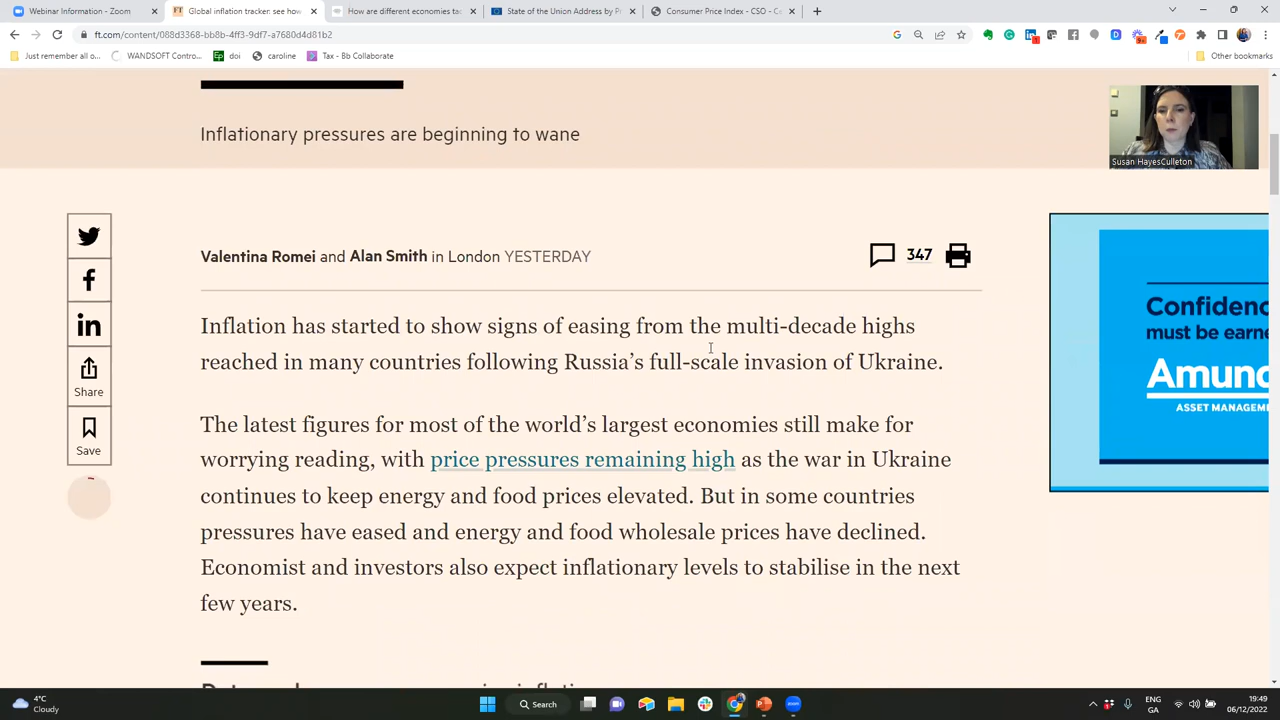 Webinar Information - Zoom
Global inflation tracker: see how
How are different economies tac
State of the Union Address by Pr
Consumer Price Index - CSO - Ce
ft.com/content/088d3368-bb8b-4ff3-9df7-a7680d4d81b2
Just remember all o...
WANDSOFT Contro...
doi
caroline
Tax - Bb Collaborate
Other bookmarks
Inflationary pressures are beginning to wane
Susan HayesCulleton
Valentina Romei and Alan Smith in London YESTERDAY
347
Share
Save
Inflation has started to show signs of easing from the multi-decade highs
reached in many countries following Russia’s full-scale invasion of Ukraine.
The latest figures for most of the world’s largest economies still make for
worrying reading, with price pressures remaining high as the war in Ukraine
continues to keep energy and food prices elevated. But in some countries
pressures have eased and energy and food wholesale prices have declined.
Economist and investors also expect inflationary levels to stabilise in the next
few years.
Confidenc
must be earne
Amund
ASSET MANAGEM
4°C
Cloudy
Search
ENG
GA
19:49
06/12/2022